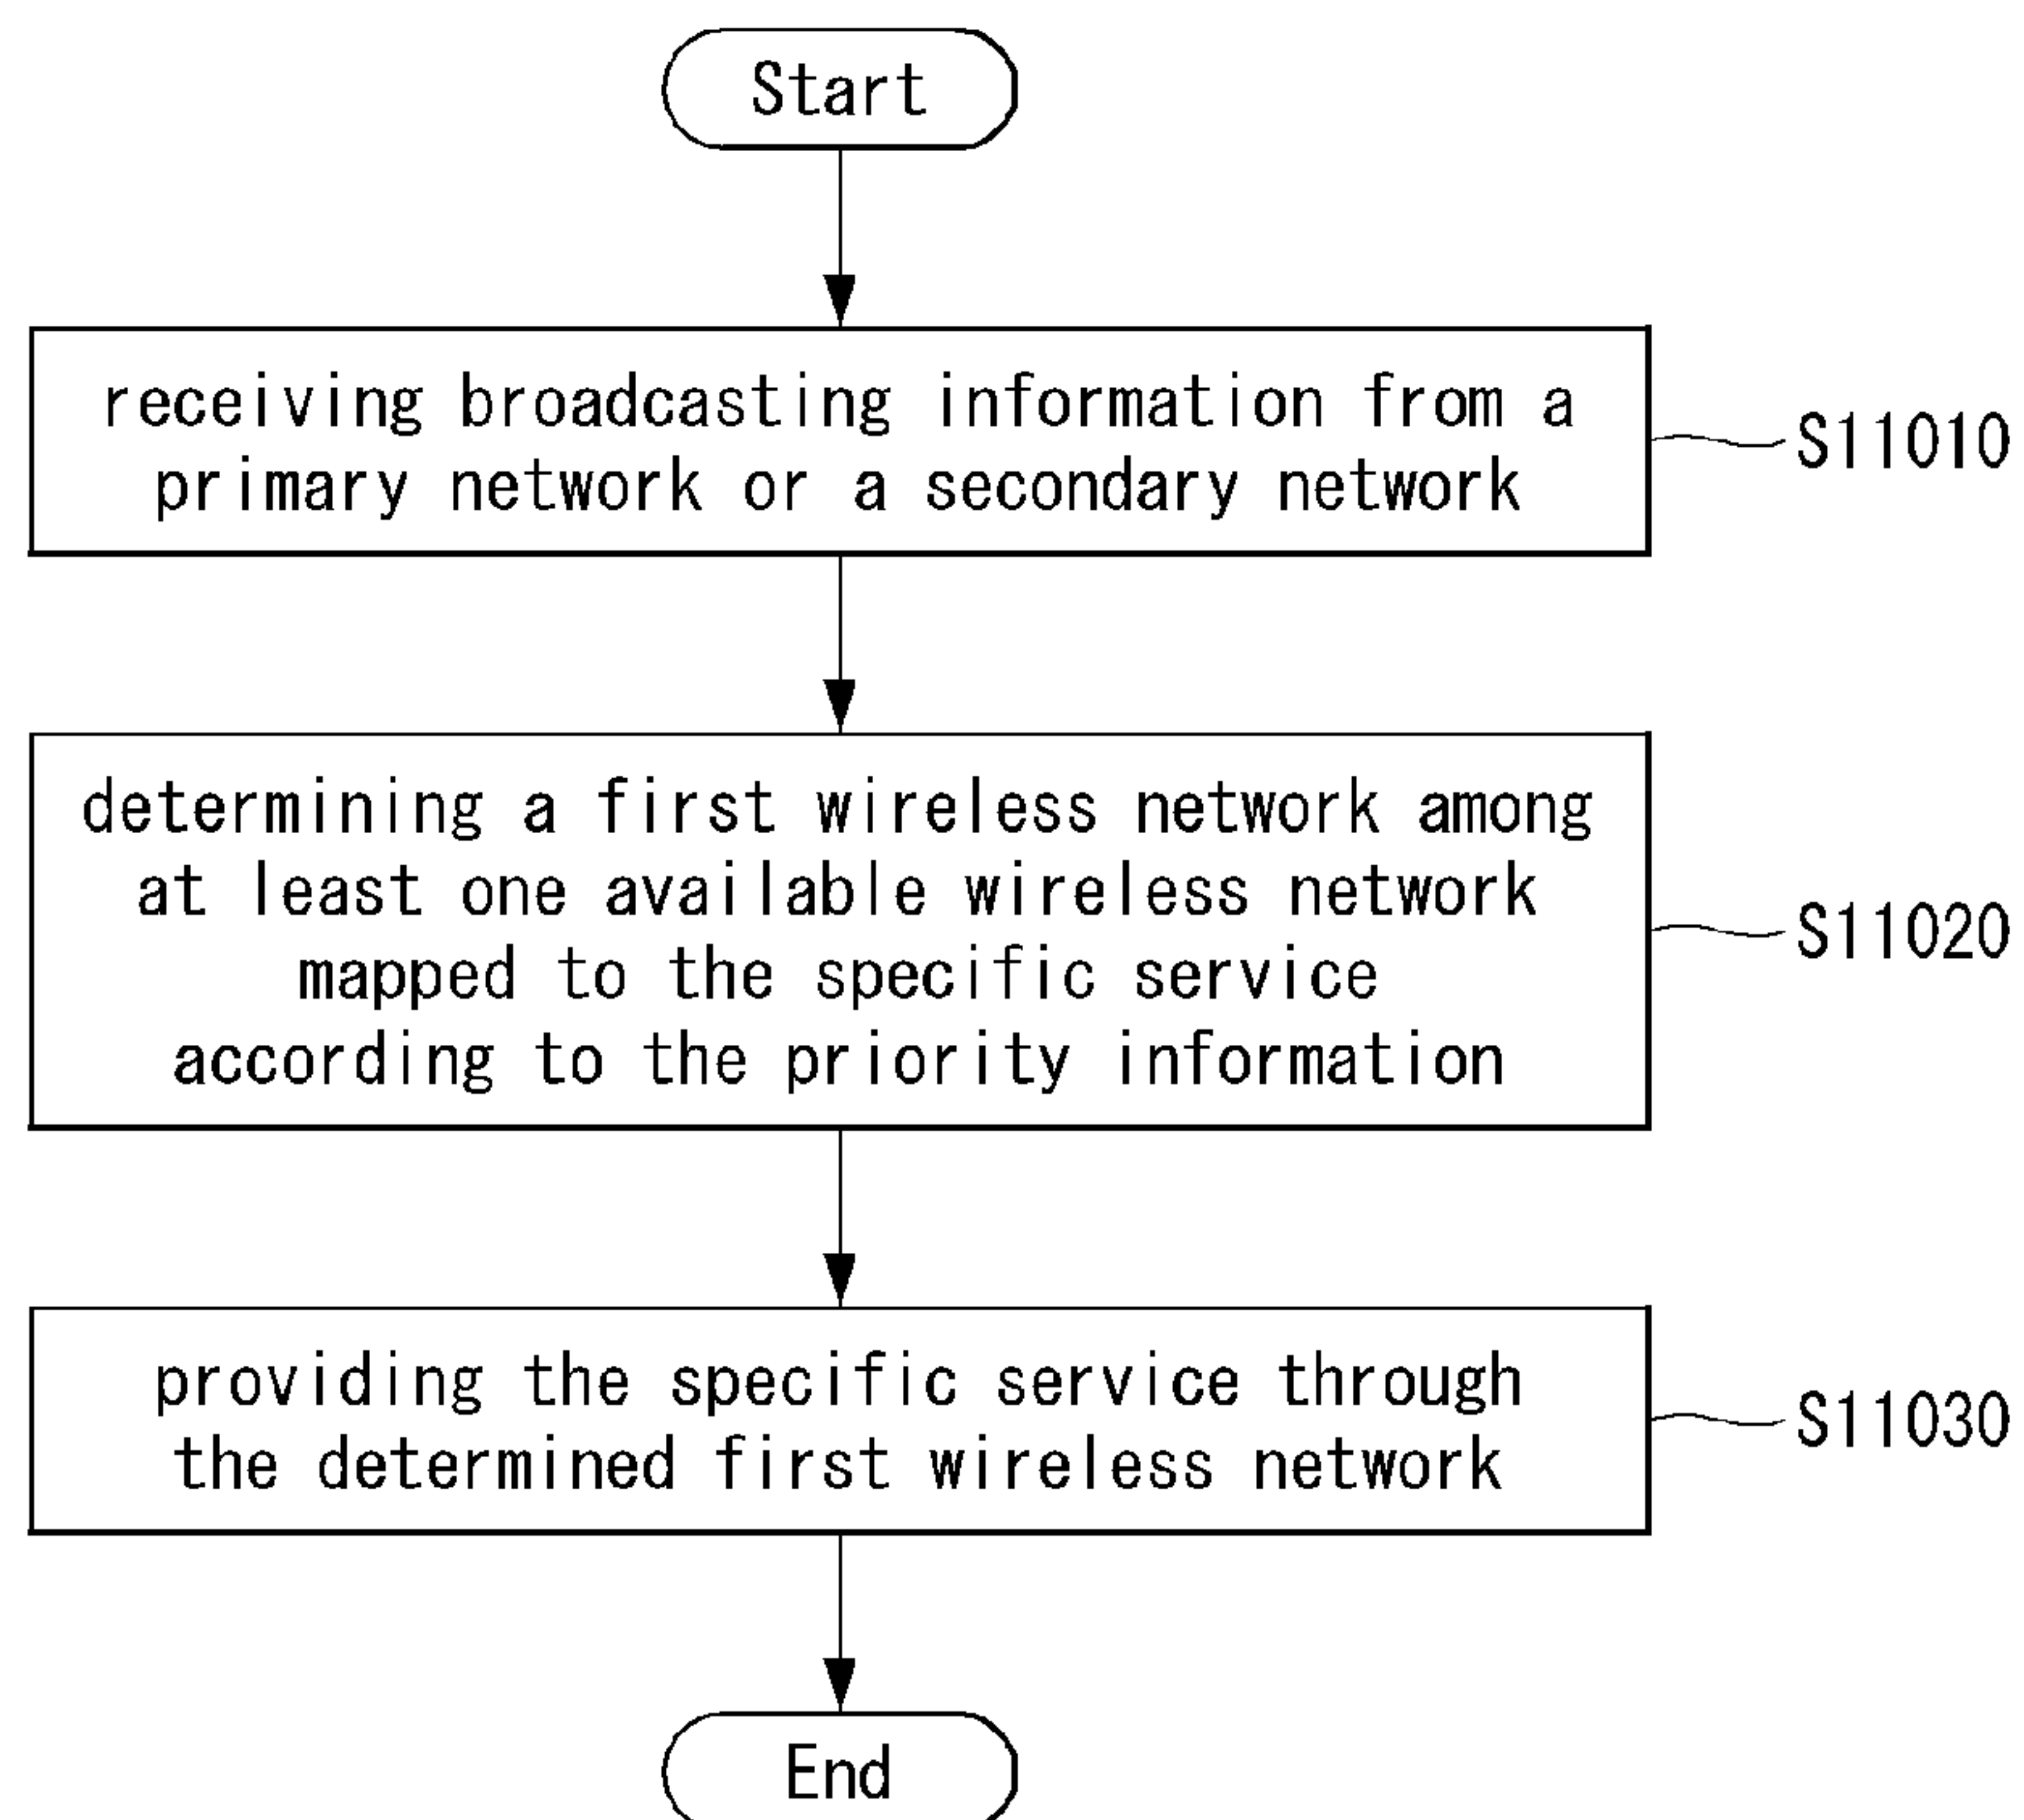 Start
receiving broadcasting information from a
primary network or a secondary network
S11010
determining a first wireless network among
at least one available wireless network
mapped to the specific service
according to the priority information
S11020
providing the specific service through
the determined first wireless network
S11030
End